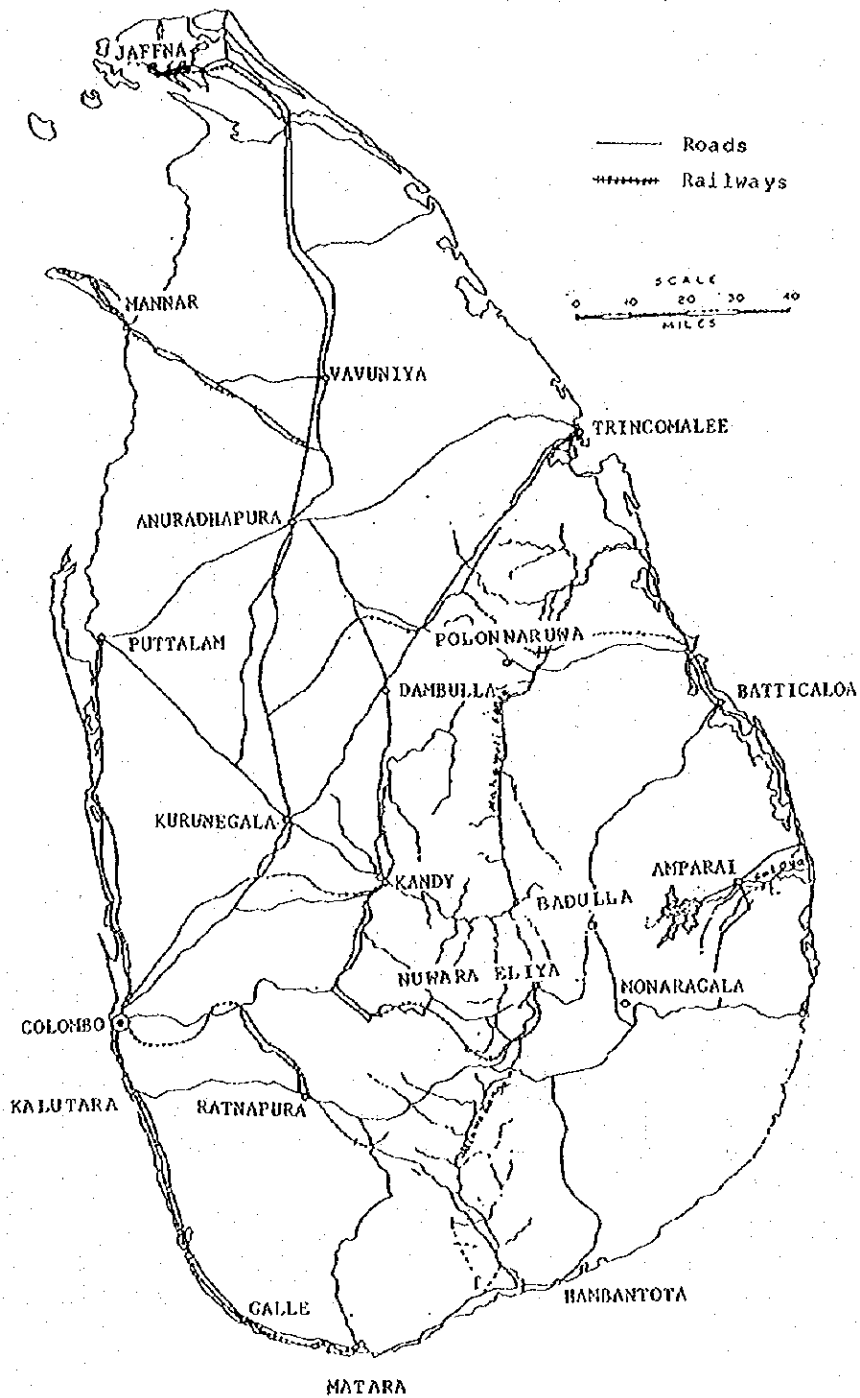 JAFFNA
Roads
Railways
SCALE
0 10 20 30 40
MILES
MANNAR
VAVUNIYA
TRINCOMALEE
ANURADHAPURA
PUTTALAM
POLONNARUWA
DAMBULLA
BATTICALOA
KURUNEGALA
KANDY
AMPARAI
BADULLA
NUWARA ELIYA
MONARAGALA
COLOMBO
KALUTARA
RATNAPURA
GALLE
HAMBANTOTA
MATARA